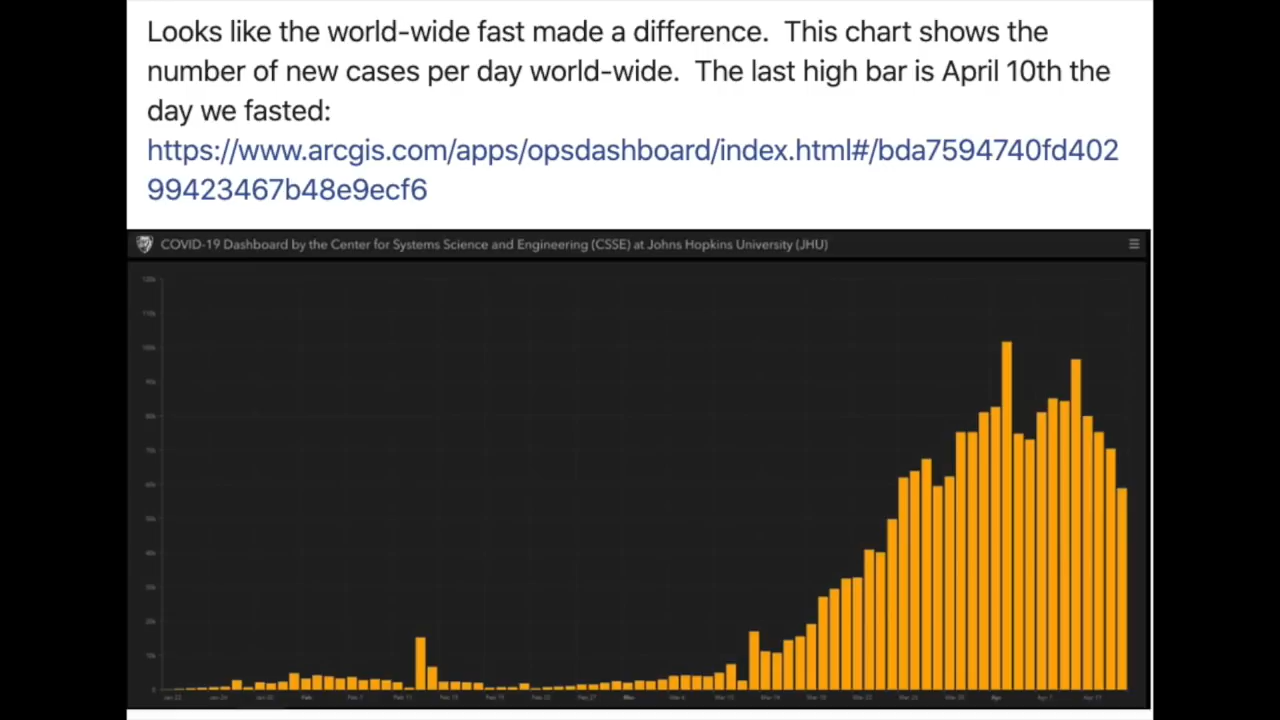 Looks like the world-wide fast made a difference.  This chart shows the
number of new cases per day world-wide.  The last high bar is April 10th the
day we fasted:
https://www.arcgis.com/apps/opsdashboard/index.html#/bda7594740fd402
99423467b48e9ecf6
COVID-19 Dashboard by the Center for Systems Science and Engineering (CSSE) at Johns Hopkins University (JHU)